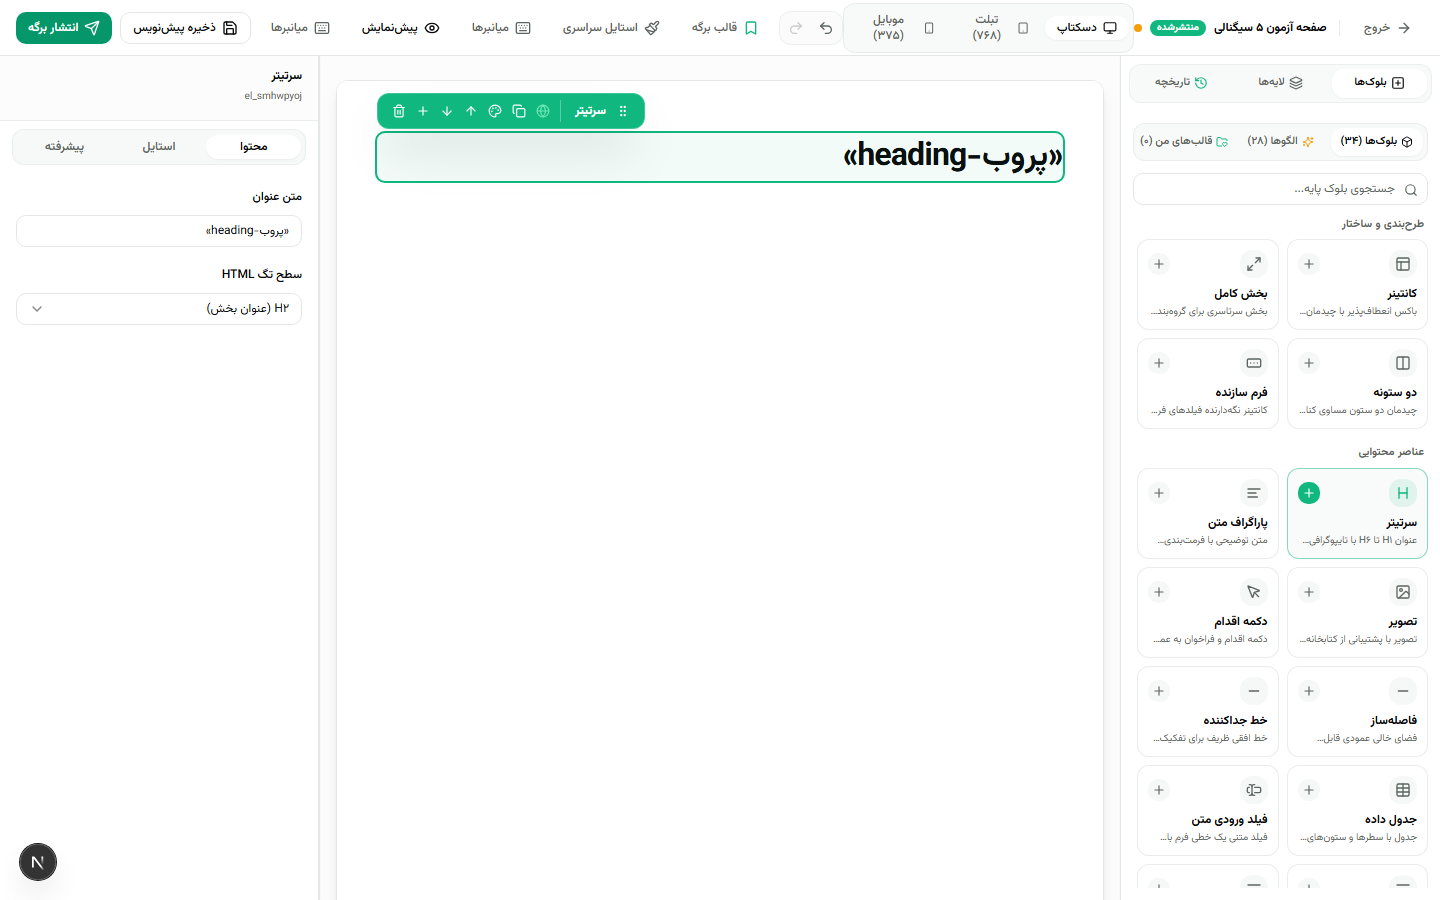 خروج
صفحه آزمون ۵ سیگنالی
منتشرشده
دسکتاپ
تبلت (۷۶۸)
موبایل (۳۷۵)
قالب برگه
استایل سراسری
میانبرها
پیش‌نمایش
میانبرها
ذخیره پیش‌نویس
انتشار برگه
بلوک‌ها
لایه‌ها
تاریخچه
بلوک‌ها (۳۴)
الگوها (۲۸)
قالب‌های من (۰)
جستجوی بلوک پایه...
طرح‌بندی و ساختار
کانتینر
باکس انعطاف‌پذیر با چیدمان...
بخش کامل
بخش سرتاسری برای گروه‌بند...
دو ستونه
چیدمان دو ستون مساوی کنا...
فرم سازنده
کانتینر نگه‌دارنده فیلدهای فر...
عناصر محتوایی
سرتیتر
عنوان H۱ تا H۶ با تایپوگرافی...
پاراگراف متن
متن توضیحی با فرمت‌بندی...
تصویر
تصویر با پشتیبانی از کتابخانه...
دکمه اقدام
دکمه اقدام و فراخوان به عمـ...
فاصله‌ساز
فضای خالی عمودی قابل...
خط جداکننده
خط افقی ظریف برای تفکیک...
جدول داده
جدول با سطرها و ستون‌های...
فیلد ورودی متن
فیلد متنی یک خطی فرم با...
سرتیتر
«پروب-heading»
سرتیتر
el_smhwpyoj
محتوا
استایل
پیشرفته
متن عنوان
«پروب-heading»
سطح تگ HTML
H۲ (عنوان بخش)
N